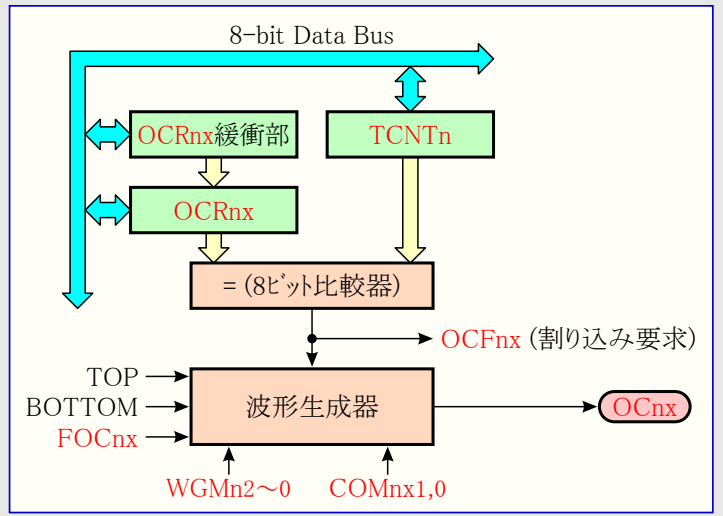 8-bit Data Bus
OCRnx緩衝部
TCNTn
OCRnx
= (8ﾋﾞｯﾄ比較器)
OCFnx (割り込み要求)
TOP
BOTTOM
FOCnx
波形生成器
OCnx
WGMn2～0
COMnx1,0